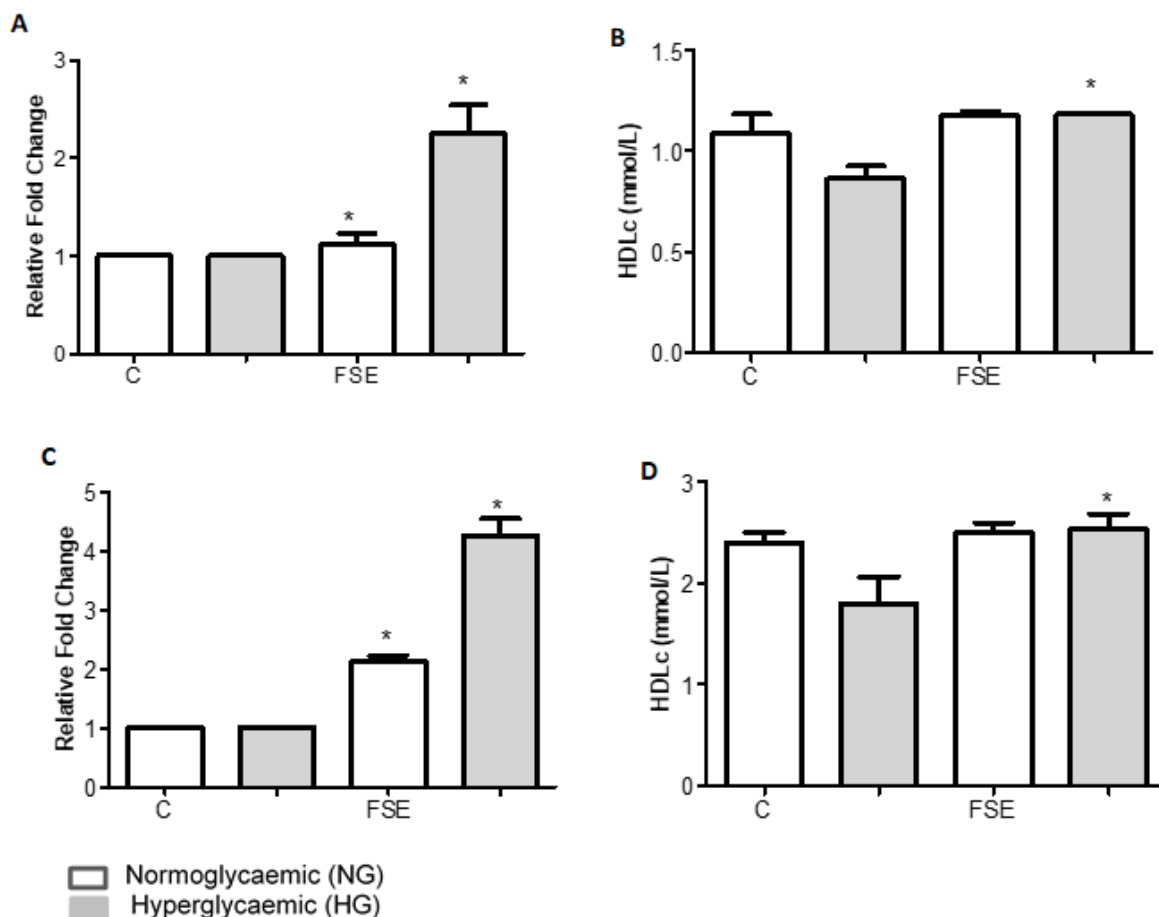 A
Relative Fold Change
3
2
1
0
*
*
C
FSE
B
HDLc (mmol/L)
1.5
1.0
0.5
0.0
*
C
FSE
C
Relative Fold Change
5
4
3
2
1
0
*
*
C
FSE
D
HDLc (mmol/L)
3
2
1
0
*
C
FSE
Normoglycaemic (NG)
Hyperglycaemic (HG)